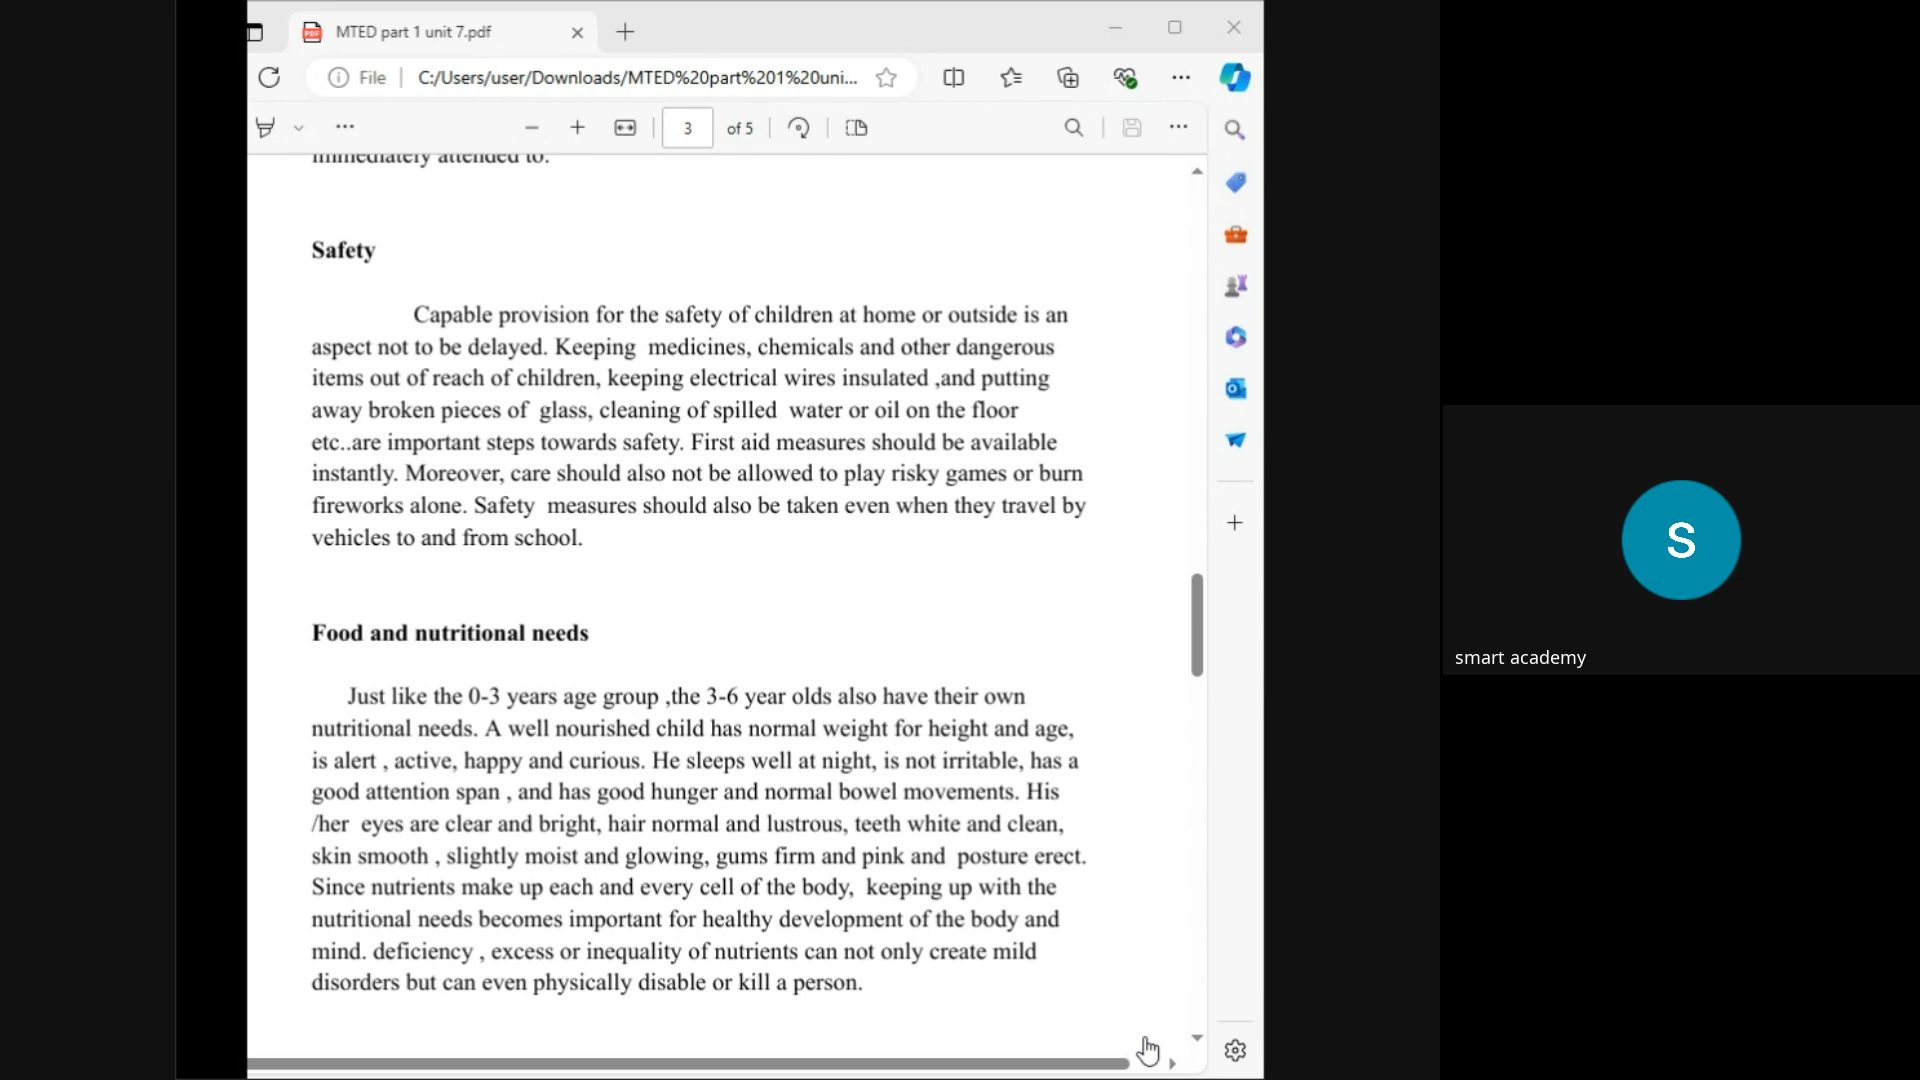 MTED part 1 unit 7.pdf
File
C:/Users/user/Downloads/MTED%20part%201%20uni...
3 of 5
immediately attended to.
Safety
Capable provision for the safety of children at home or outside is an
aspect not to be delayed. Keeping  medicines, chemicals and other dangerous
items out of reach of children, keeping electrical wires insulated ,and putting
away broken pieces of  glass, cleaning of spilled  water or oil on the floor
etc..are important steps towards safety. First aid measures should be available
instantly. Moreover, care should also not be allowed to play risky games or burn
fireworks alone. Safety  measures should also be taken even when they travel by
vehicles to and from school.
Food and nutritional needs
Just like the 0-3 years age group ,the 3-6 year olds also have their own
nutritional needs. A well nourished child has normal weight for height and age,
is alert , active, happy and curious. He sleeps well at night, is not irritable, has a
good attention span , and has good hunger and normal bowel movements. His
/her  eyes are clear and bright, hair normal and lustrous, teeth white and clean,
skin smooth , slightly moist and glowing, gums firm and pink and  posture erect.
Since nutrients make up each and every cell of the body,  keeping up with the
nutritional needs becomes important for healthy development of the body and
mind. deficiency , excess or inequality of nutrients can not only create mild
disorders but can even physically disable or kill a person.
S
smart academy